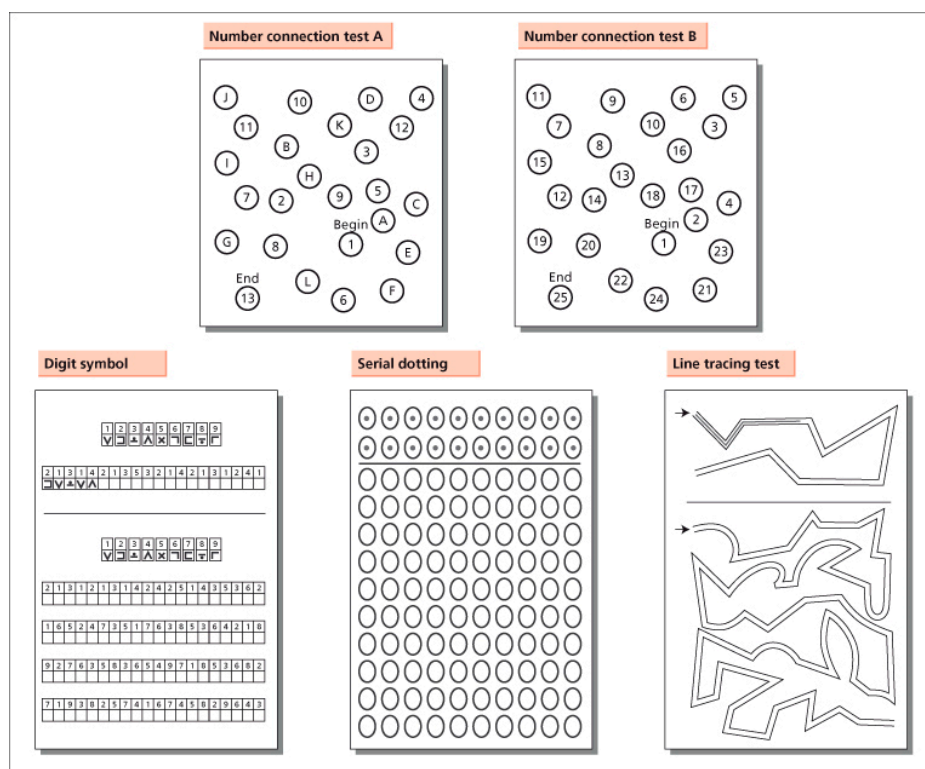 Number connection test A
J
10
D
4
11
K
12
B
3
I
H
7
2
9
5
C
A
Begin
1
G
8
E
End
13
L
6
F
Number connection test B
11
9
6
5
7
10
3
8
16
15
13
12
14
18
17
4
2
Begin
1
19
20
23
End
25
22
24
21
Digit symbol
1 2 3 4 5 6 7 8 9
2 1 3 1 4 2 1 3 5 3 2 1 4 2 1 3 1 2 4 1
1 2 3 4 5 6 7 8 9
2 1 3 1 2 1 3 1 4 2 4 2 5 1 4 3 5 3 6 2
1 6 5 2 4 7 3 5 1 7 6 3 8 5 3 6 4 2 1 8
9 2 7 6 3 5 8 3 6 5 4 9 7 1 8 5 3 6 8 2
7 1 9 3 8 2 5 7 4 1 6 7 4 5 8 2 9 6 4 3
Serial dotting
Line tracing test